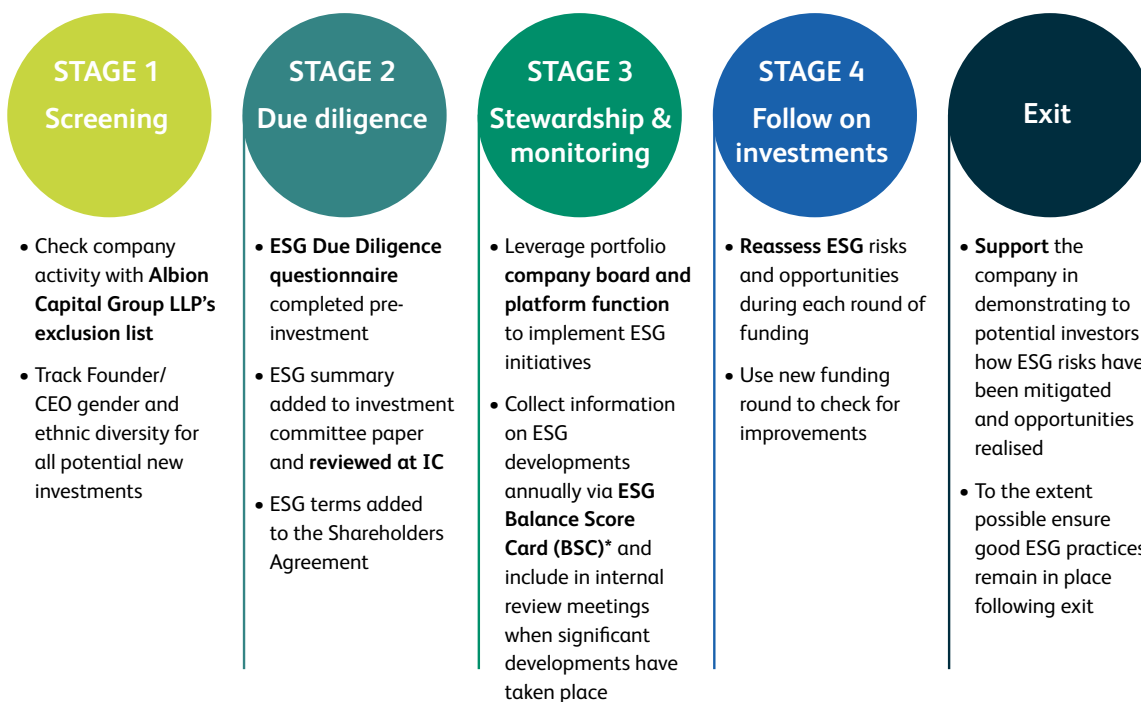 STAGE 1
Screening
• Check company
activity with Albion
Capital Group LLP’s
exclusion list
• Track Founder/
CEO gender and
ethnic diversity for
all potential new
investments
STAGE 2
Due diligence
• ESG Due Diligence
questionnaire
completed pre-
investment
• ESG summary
added to investment
committee paper
and reviewed at IC
• ESG terms added
to the Shareholders
Agreement
STAGE 3
Stewardship &
monitoring
• Leverage portfolio
company board and
platform function
to implement ESG
initiatives
• Collect information
on ESG
developments
annually via ESG
Balance Score
Card (BSC)* and
include in internal
review meetings
when significant
developments have
taken place
STAGE 4
Follow on
investments
• Reassess ESG risks
and opportunities
during each round of
funding
• Use new funding
round to check for
improvements
Exit
• Support the
company in
demonstrating to
potential investors
how ESG risks have
been mitigated
and opportunities
realised
• To the extent
possible ensure
good ESG practices
remain in place
following exit